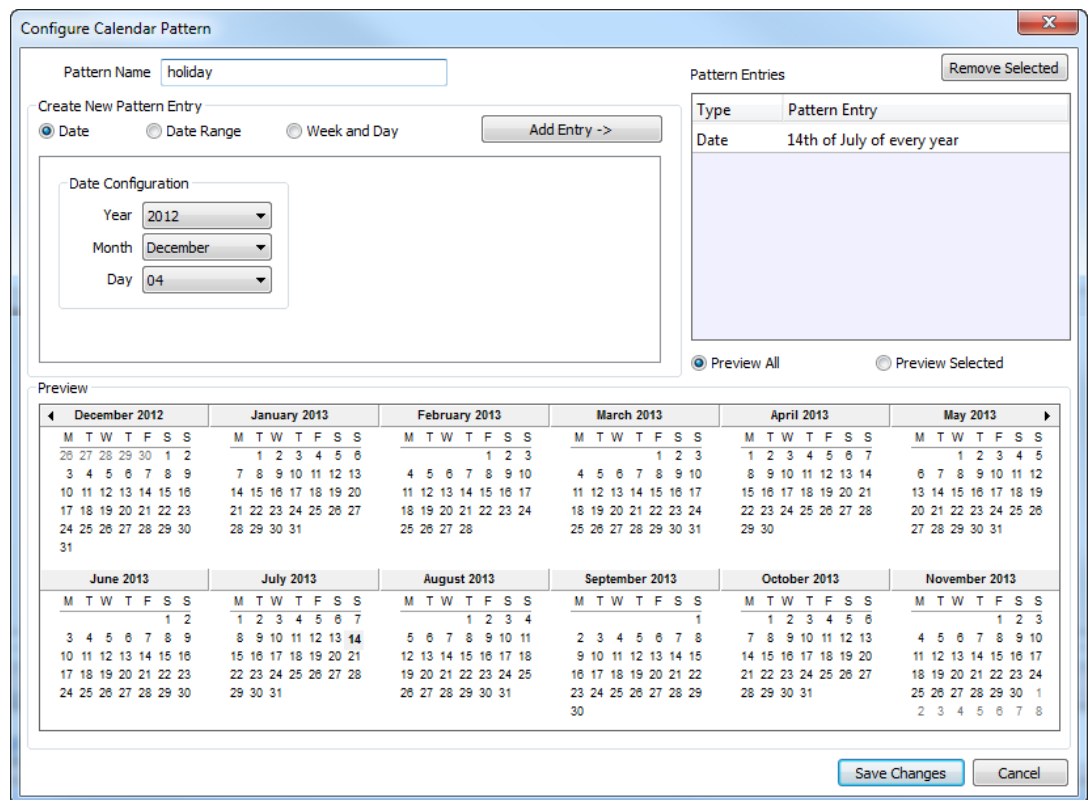 Configure Calendar Pattern
Pattern Name holiday
Remove Selected
Pattern Entries
Create New Pattern Entry
Date Date Range Week and Day Add Entry ->
Type Pattern Entry
Date 14th of July of every year
Date Configuration
Year 2012
Month December
Day 04
Preview All Preview Selected
Preview
December 2012 January 2013 February 2013 March 2013 April 2013 May 2013
M T W T F S S M T W T F S S M T W T F S S M T W T F S S M T W T F S S M T W T F S S
26 27 28 29 30 1 2 1 2 3 4 5 6 1 2 3 1 2 3 1 2 3 4 5 6 7 1 2 3 4 5
3 4 5 6 7 8 9 7 8 9 10 11 12 13 4 5 6 7 8 9 10 4 5 6 7 8 9 10 8 9 10 11 12 13 14 6 7 8 9 10 11 12
10 11 12 13 14 15 16 14 15 16 17 18 19 20 11 12 13 14 15 16 17 11 12 13 14 15 16 17 15 16 17 18 19 20 21 13 14 15 16 17 18 19
17 18 19 20 21 22 23 21 22 23 24 25 26 27 18 19 20 21 22 23 24 18 19 20 21 22 23 24 22 23 24 25 26 27 28 20 21 22 23 24 25 26
24 25 26 27 28 29 30 28 29 30 31 25 26 27 28 25 26 27 28 29 30 31 29 30 27 28 29 30 31
31
June 2013 July 2013 August 2013 September 2013 October 2013 November 2013
M T W T F S S M T W T F S S M T W T F S S M T W T F S S M T W T F S S M T W T F S S
1 2 1 2 3 4 5 6 7 1 2 3 4 1 1 2 3 4 5 6 1 2 3
3 4 5 6 7 8 9 8 9 10 11 12 13 14 5 6 7 8 9 10 11 2 3 4 5 6 7 8 7 8 9 10 11 12 13 4 5 6 7 8 9 10
10 11 12 13 14 15 16 15 16 17 18 19 20 21 12 13 14 15 16 17 18 9 10 11 12 13 14 15 14 15 16 17 18 19 20 11 12 13 14 15 16 17
17 18 19 20 21 22 23 22 23 24 25 26 27 28 19 20 21 22 23 24 25 16 17 18 19 20 21 22 21 22 23 24 25 26 27 18 19 20 21 22 23 24
24 25 26 27 28 29 30 29 30 31 26 27 28 29 30 31 23 24 25 26 27 28 29 28 29 30 31 25 26 27 28 29 30 1
30 2 3 4 5 6 7 8
Save Changes Cancel